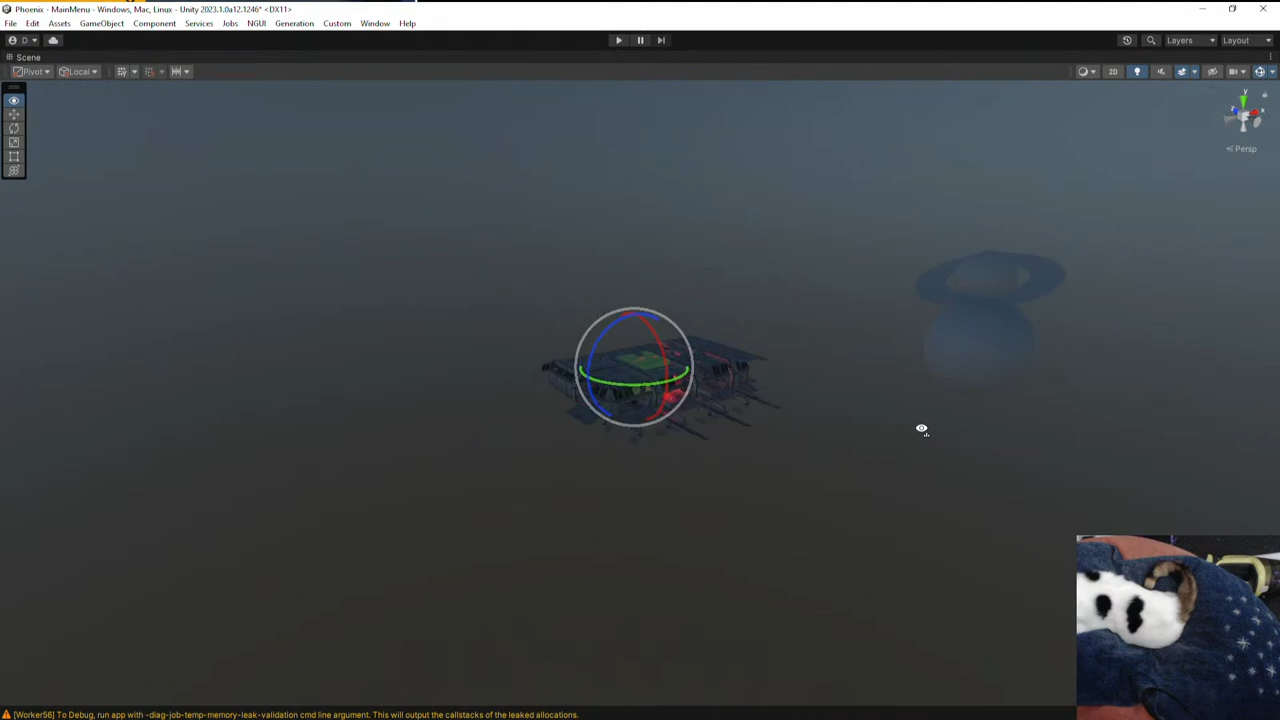 Phoenix - MainMenu - Windows, Mac, Linux - Unity 2023.1.0a12.1246* <DX11>
File Edit Assets GameObject Component Services Jobs NGUI Generation Custom Window Help
D Layers Layout
Scene
Pivot Local 2D
y
x
z
< Persp
[Worker56] To Debug, run app with -diag-job-temp-memory-leak-validation cmd line argument. This will output the callstacks of the leaked allocations.